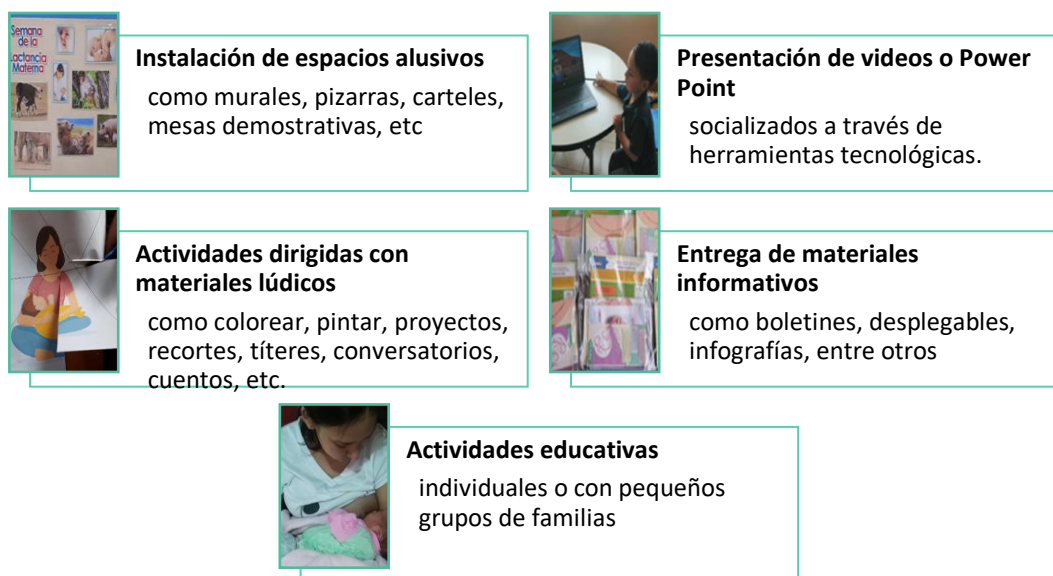 Semana
de la
Lactancia
Materna
Instalación de espacios alusivos
como murales, pizarras, carteles,
mesas demostrativas, etc
Presentación de videos o Power
Point
socializados a través de
herramientas tecnológicas.
Actividades dirigidas con
materiales lúdicos
como colorear, pintar, proyectos,
recortes, títeres, conversatorios,
cuentos, etc.
Entrega de materiales
informativos
como boletines, desplegables,
infografías, entre otros
Actividades educativas
individuales o con pequeños
grupos de familias